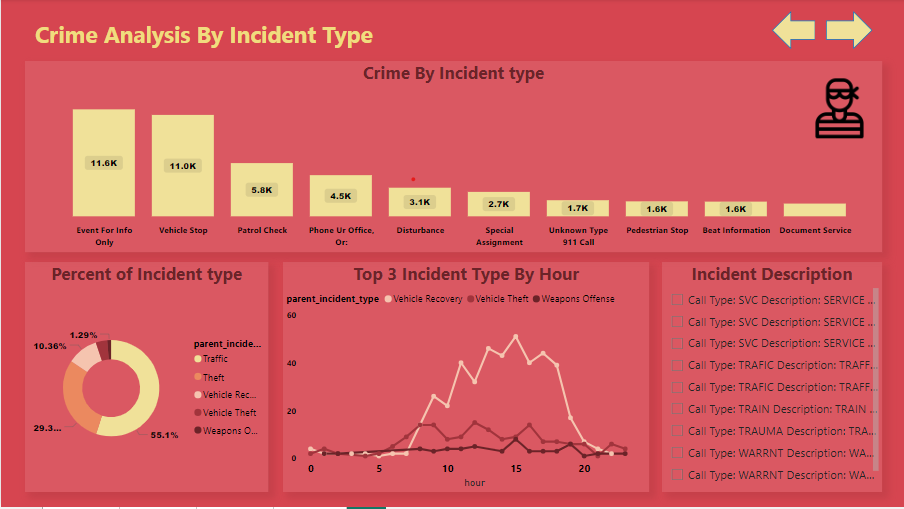 Crime Analysis By Incident Type
Crime By Incident type
11.6K
11.0K
5.8K
4.5K
3.1K
2.7K
1.7K
1.6K
1.6K
Event For Info
Only
Vehicle Stop
Patrol Check
Phone Ur Office,
Or:
Disturbance
Special
Assignment
Unknown Type
911 Call
Pedestrian Stop
Beat Information
Document Service
Percent of Incident type
1.29%
10.36%
29.3...
55.1%
parent_incide...
Traffic
Theft
Vehicle Rec...
Vehicle Theft
Weapons O...
Top 3 Incident Type By Hour
parent_incident_type Vehicle Recovery Vehicle Theft Weapons Offense
60
40
20
0
0 5 10 15 20
hour
Incident Description
Call Type: SVC Description: SERVICE ...
Call Type: SVC Description: SERVICE ...
Call Type: SVC Description: SERVICE ...
Call Type: TRAFIC Description: TRAFF...
Call Type: TRAFIC Description: TRAFF...
Call Type: TRAIN Description: TRAIN ...
Call Type: TRAUMA Description: TRA...
Call Type: WARRNT Description: WA...
Call Type: WARRNT Description: WA...